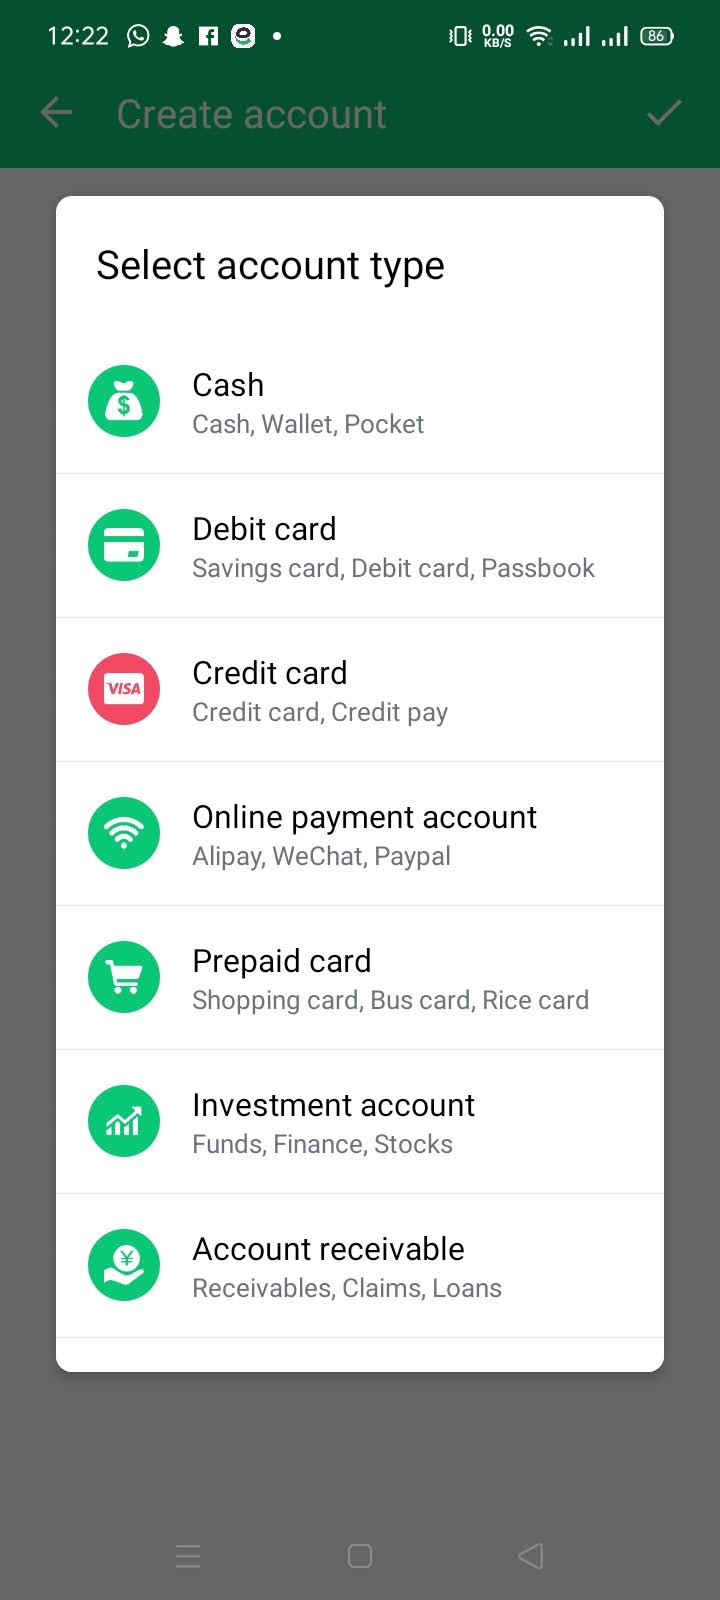 12:22 0.00 KB/S 86
Create account
Select account type
Cash
Cash, Wallet, Pocket
Debit card
Savings card, Debit card, Passbook
VISA
Credit card
Credit card, Credit pay
Online payment account
Alipay, WeChat, Paypal
Prepaid card
Shopping card, Bus card, Rice card
Investment account
Funds, Finance, Stocks
Account receivable
Receivables, Claims, Loans